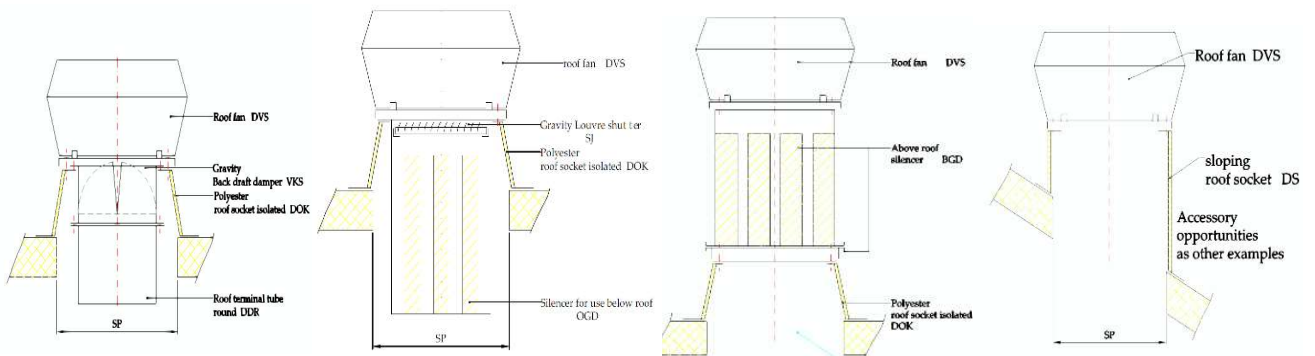 Roof fan DVS
Gravity
Back draft damper VKS
Polyester
roof socket isolated DOK
Roof terminal tube
round DDR
SP
roof fan DVS
Gravity Louvre shut ter
SJ
Polyester
roof socket isolated DOK
Silencer for use below roof
OGD
SP
Roof fan DVS
Above roof
silencer BGD
Polyester
roof socket isolated
DOK
Roof fan DVS
sloping
roof socket DS
Accessory
opportunities
as other examples
SP